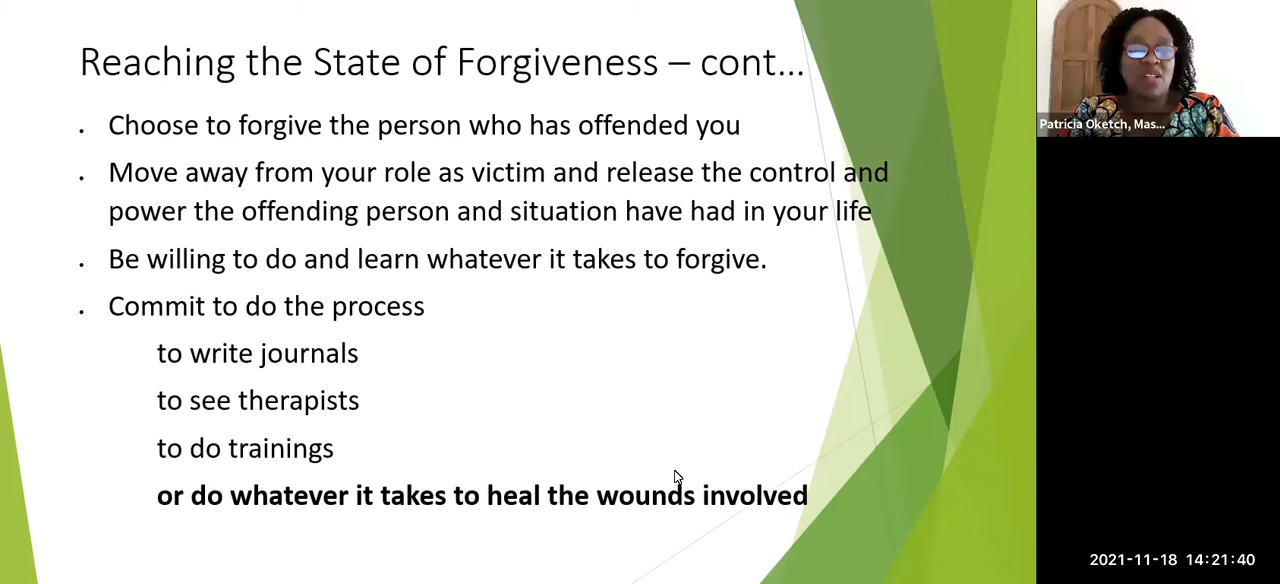 Reaching the State of Forgiveness – cont...
• Choose to forgive the person who has offended you
• Move away from your role as victim and release the control and
power the offending person and situation have had in your life
• Be willing to do and learn whatever it takes to forgive.
• Commit to do the process
to write journals
to see therapists
to do trainings
or do whatever it takes to heal the wounds involved
Patricia Oketch, Mas...
2021-11-18 14:21:40